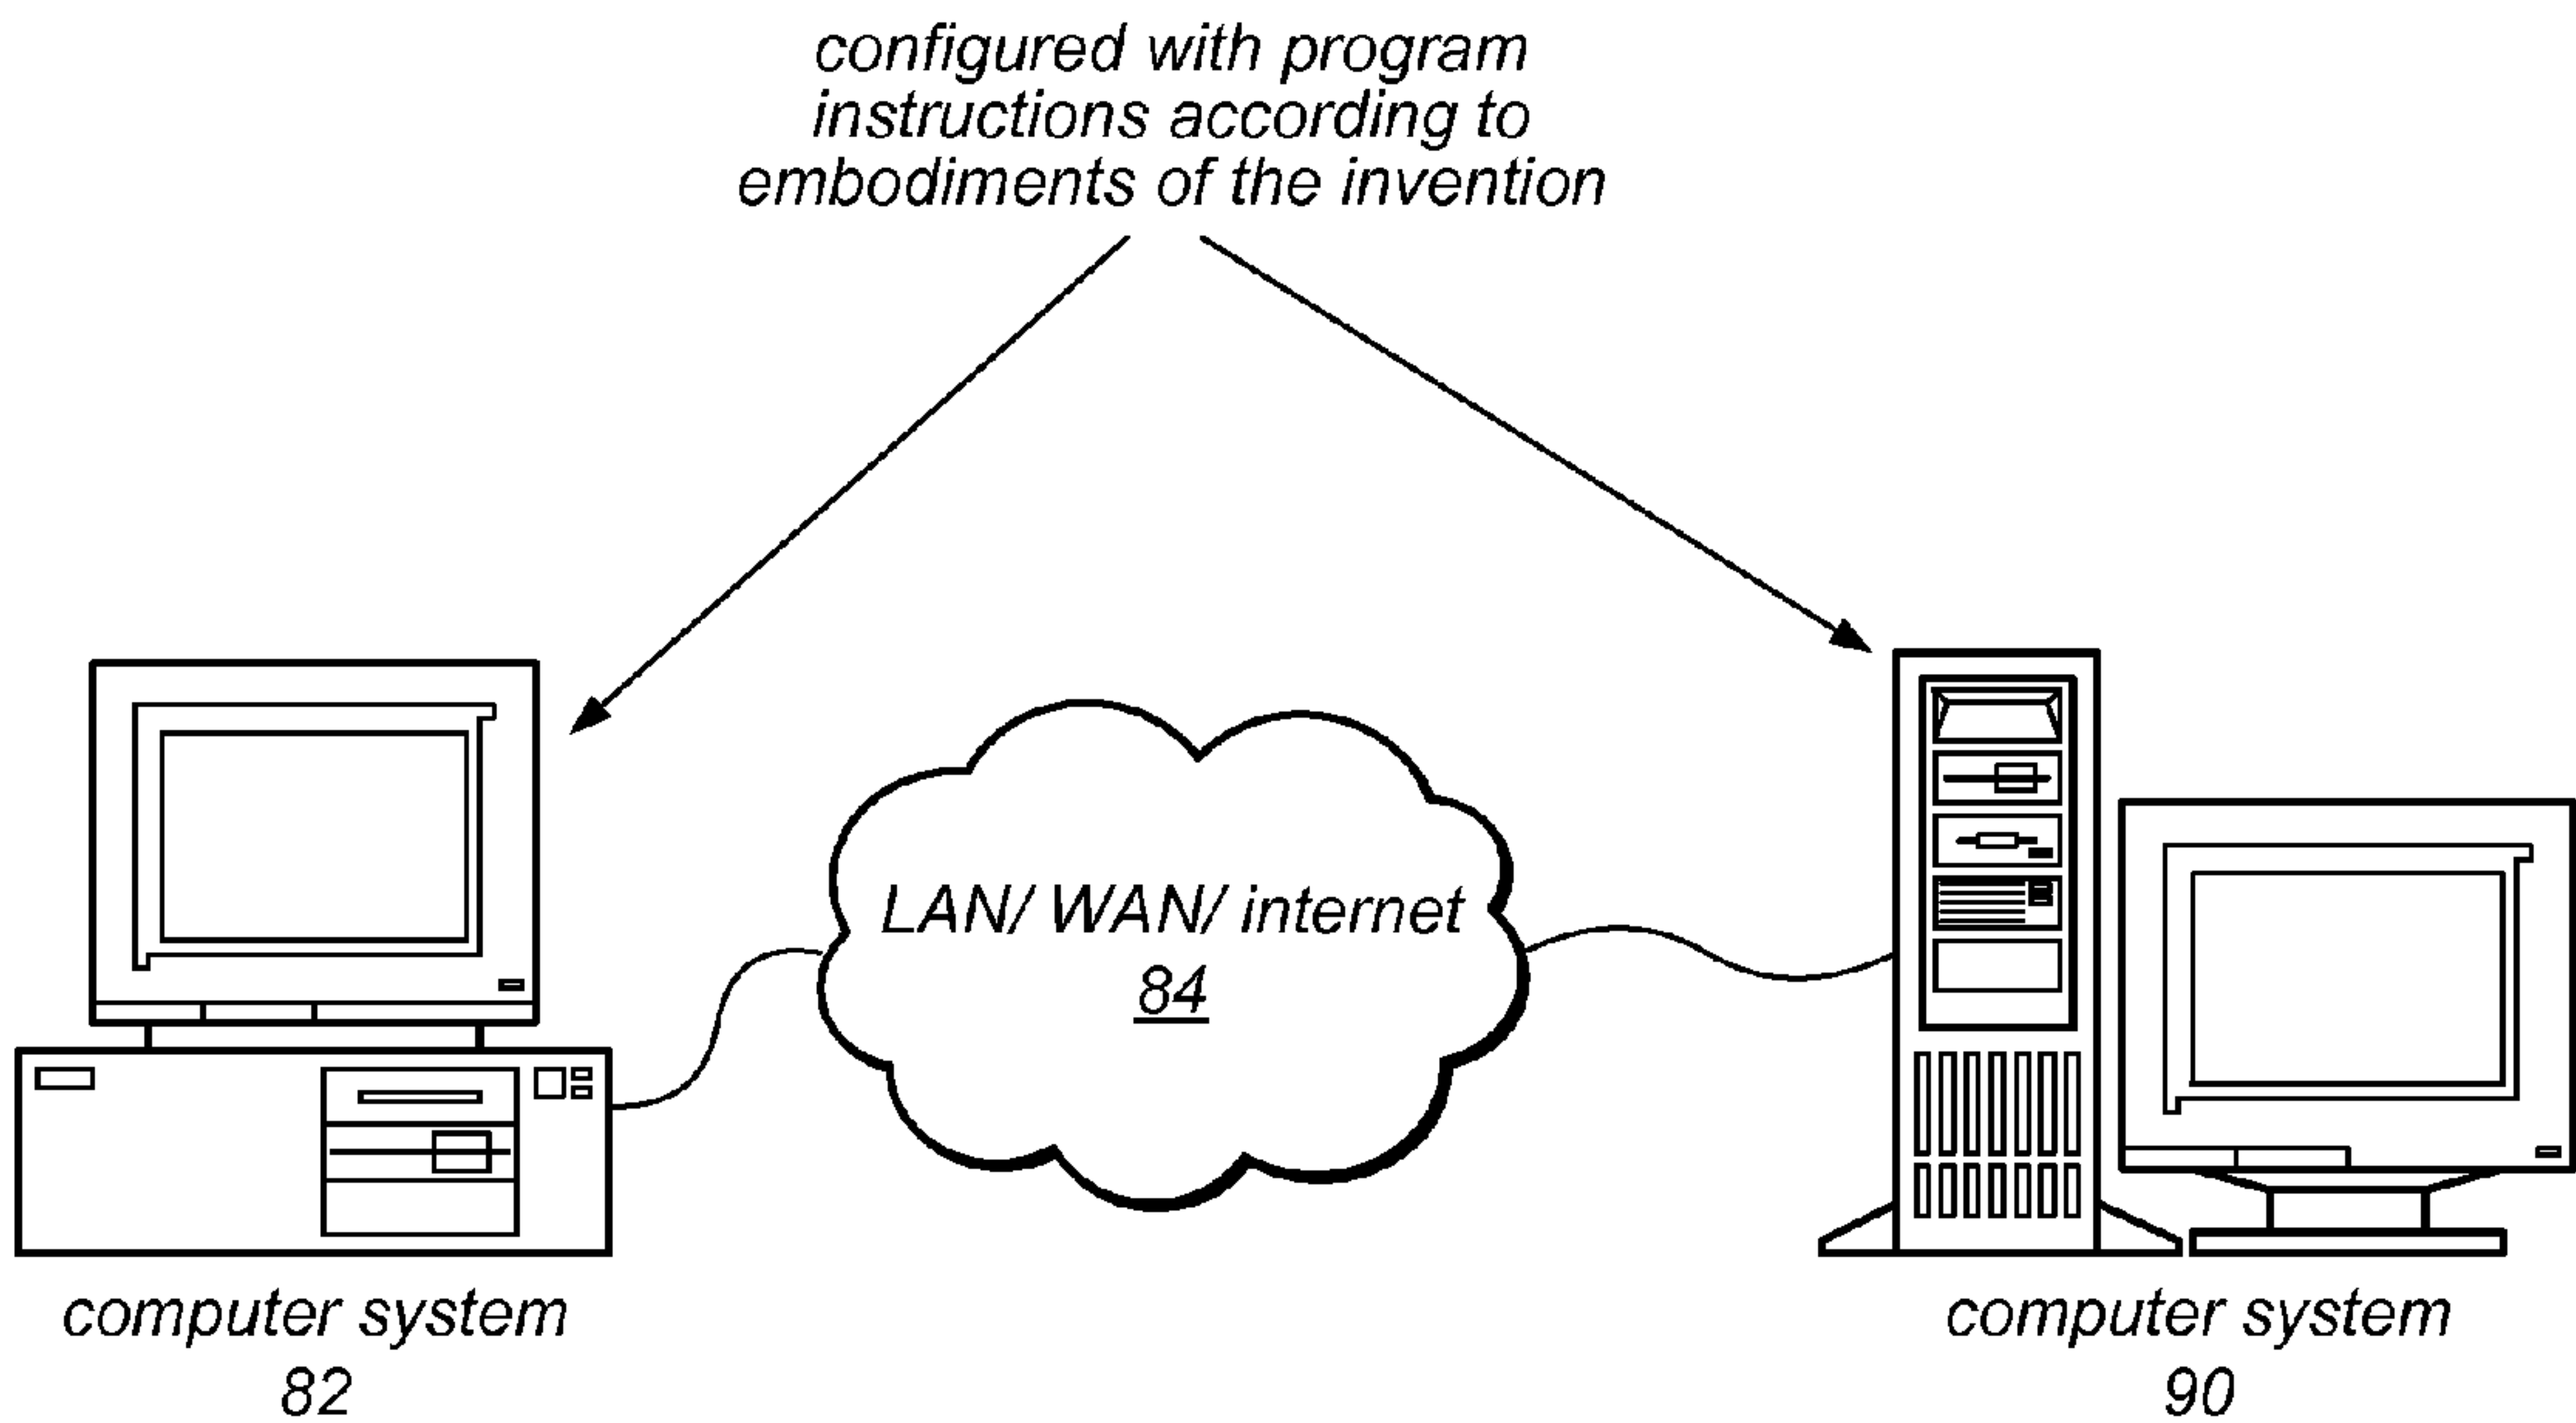 configured with program
instructions according to
embodiments of the invention
LAN/ WAN/ internet
84
computer system
82
computer system
90